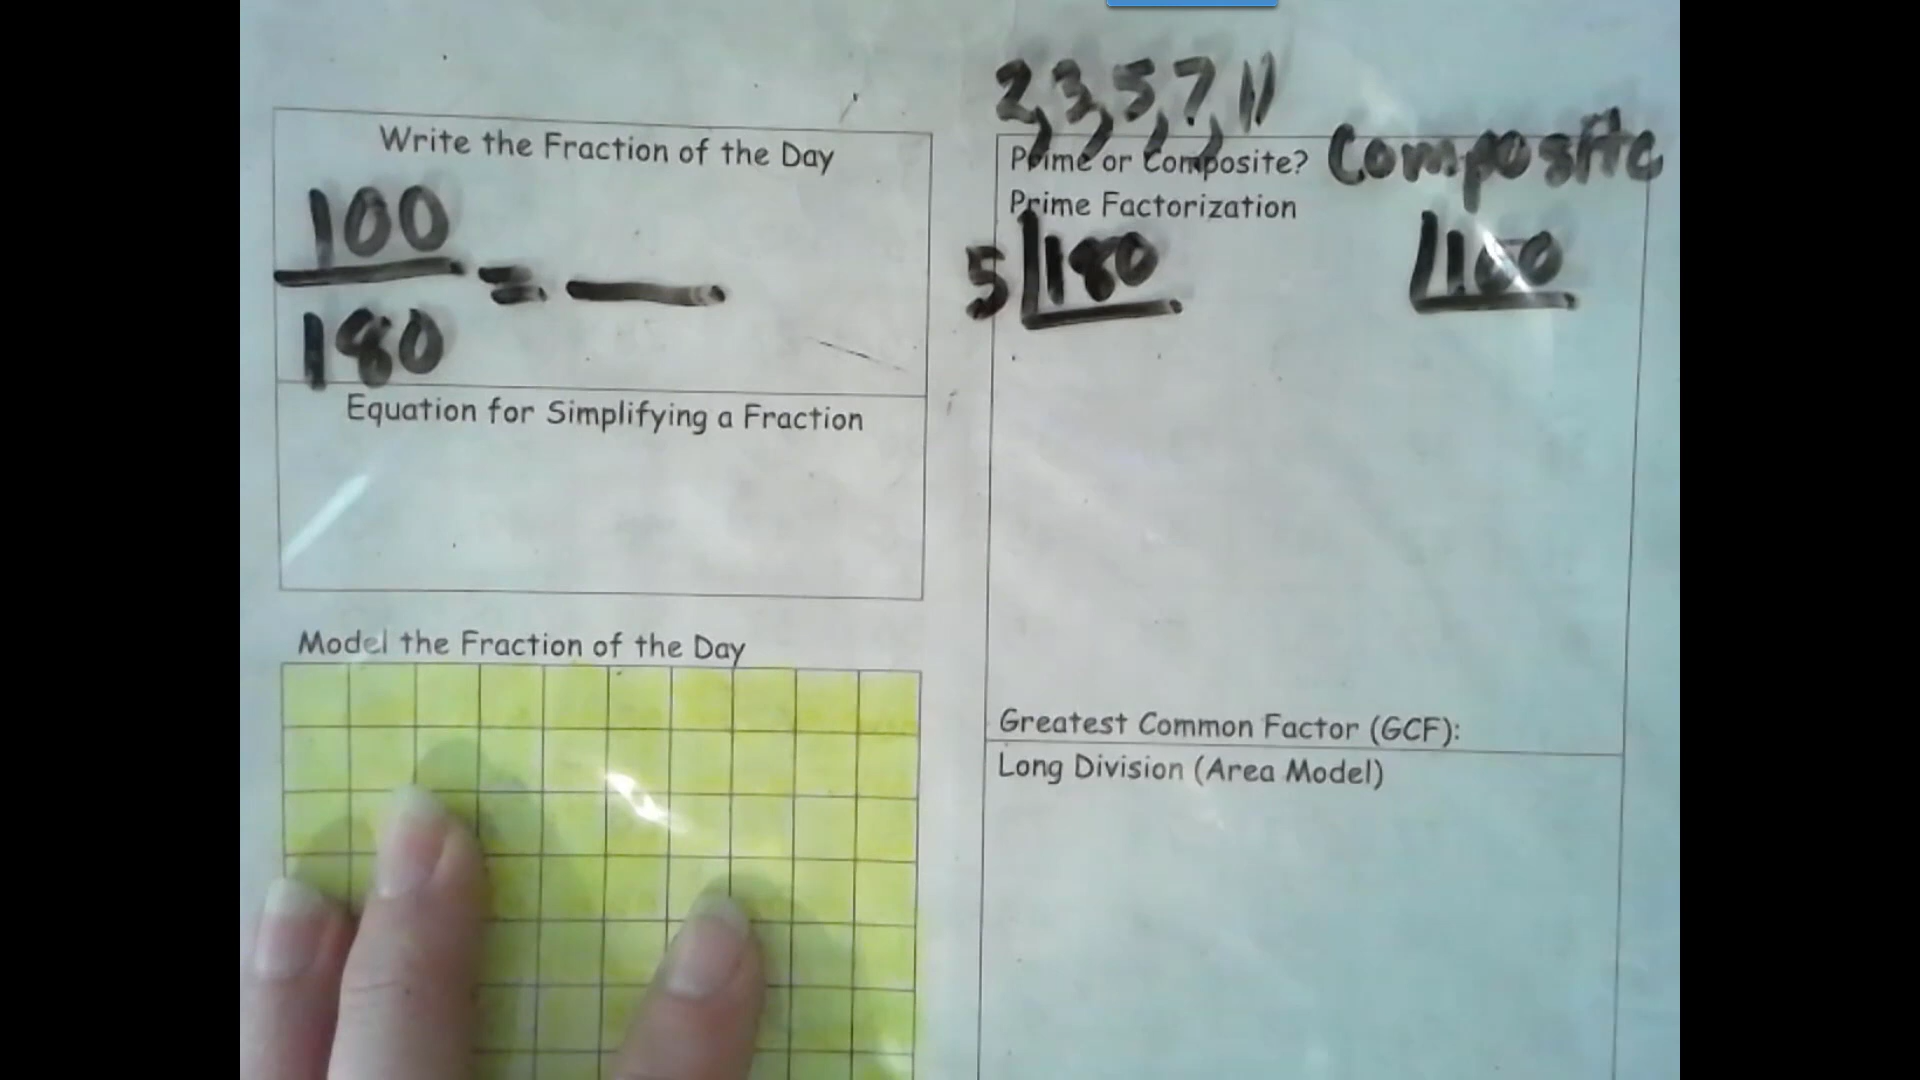 2, 3, 5, 7, 11
Write the Fraction of the Day
100
180
= —
Prime or Composite? Composite
Prime Factorization
5 180
100
Equation for Simplifying a Fraction
Model the Fraction of the Day
Greatest Common Factor (GCF):
Long Division (Area Model)